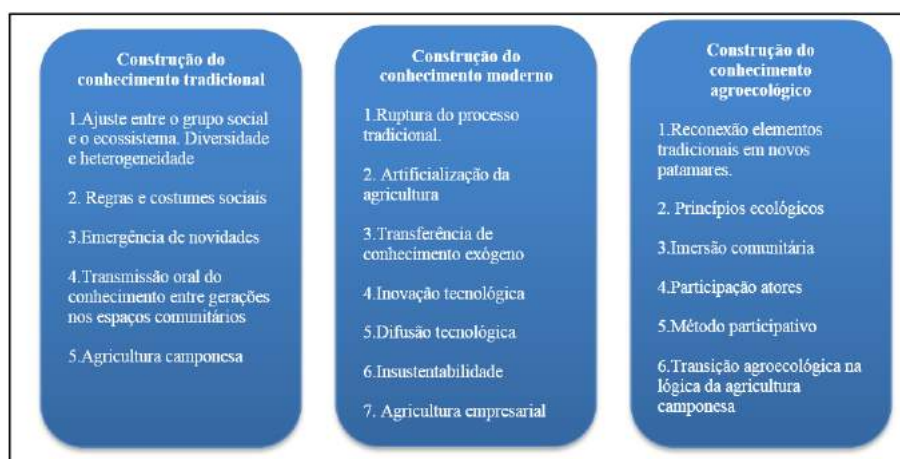 Construção do
conhecimento tradicional
1.Ajuste entre o grupo social
e o ecossistema. Diversidade
e heterogeneidade
2. Regras e costumes sociais
3.Emergência de novidades
4.Transmissão oral do
conhecimento entre gerações
nos espaços comunitários
5.Agricultura camponesa
Construção do
conhecimento moderno
1.Ruptura do processo
tradicional.
2. Artificialização da
agricultura
3.Transferência de
conhecimento exógeno
4.Inovação tecnológica
5.Difusão tecnológica
6.Insustentabilidade
7. Agricultura empresarial
Construção do
conhecimento
agroecológico
1.Reconexão elementos
tradicionais em novos
patamares.
2. Princípios ecológicos
3.Imersão comunitária
4.Participação atores
5.Método participativo
6.Transição agroecológica na
lógica da agricultura
camponesa